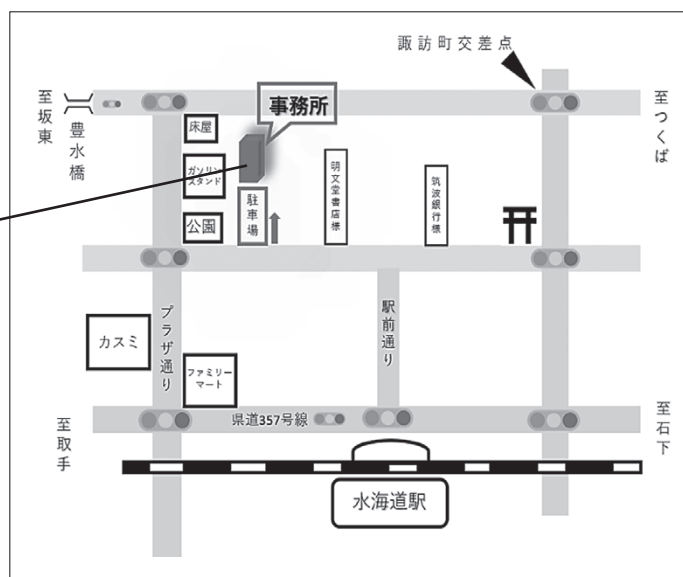 諏訪町交差点
至坂東
豊水橋
至つくば
事務所
床屋
ガソリン
スタンド
公園
駐車場
明文堂書店様
筑波銀行様
カスミ
プラザ通り
駅前通り
ファミリー
マート
県道357号線
至取手
至石下
水海道駅